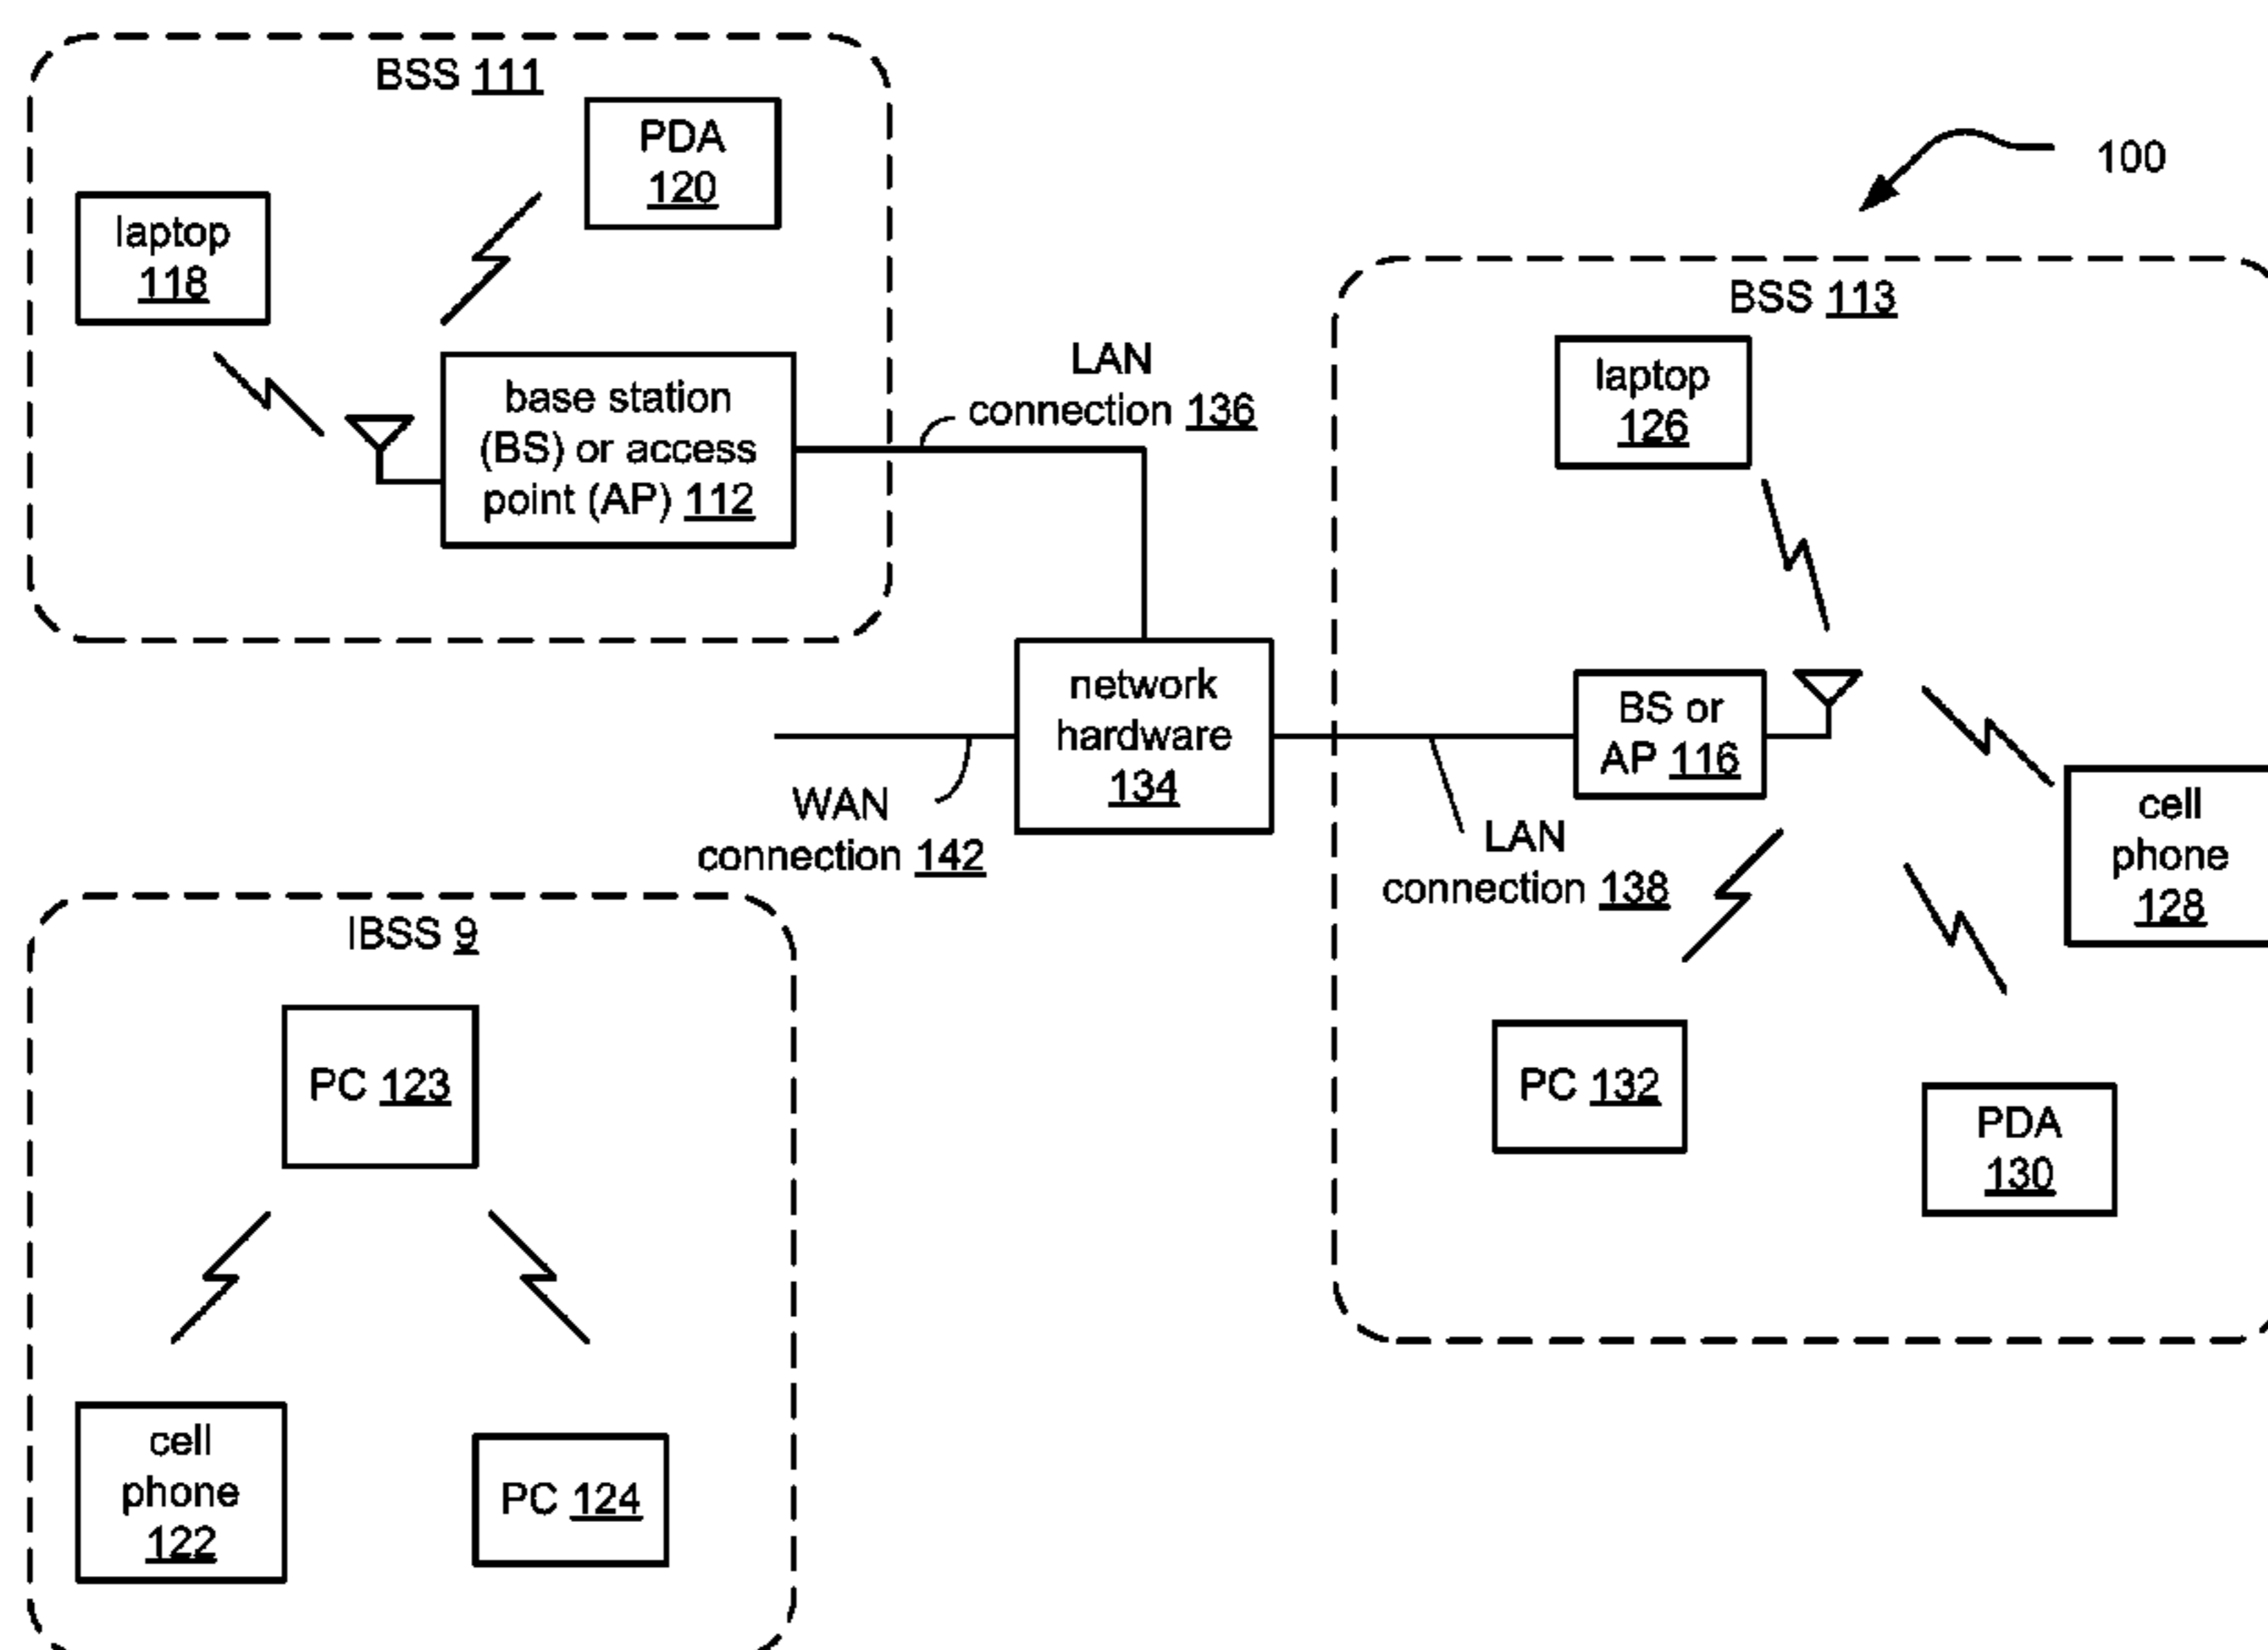 BSS 111
PDA
120
laptop
118
base station
(BS) or access
point (AP) 112
LAN
connection 136
100
BSS 113
laptop
126
network
hardware
134
WAN
connection 142
BS or
AP 116
LAN
connection 138
cell
phone
128
PC 132
PDA
130
IBSS 9
PC 123
cell
phone
122
PC 124